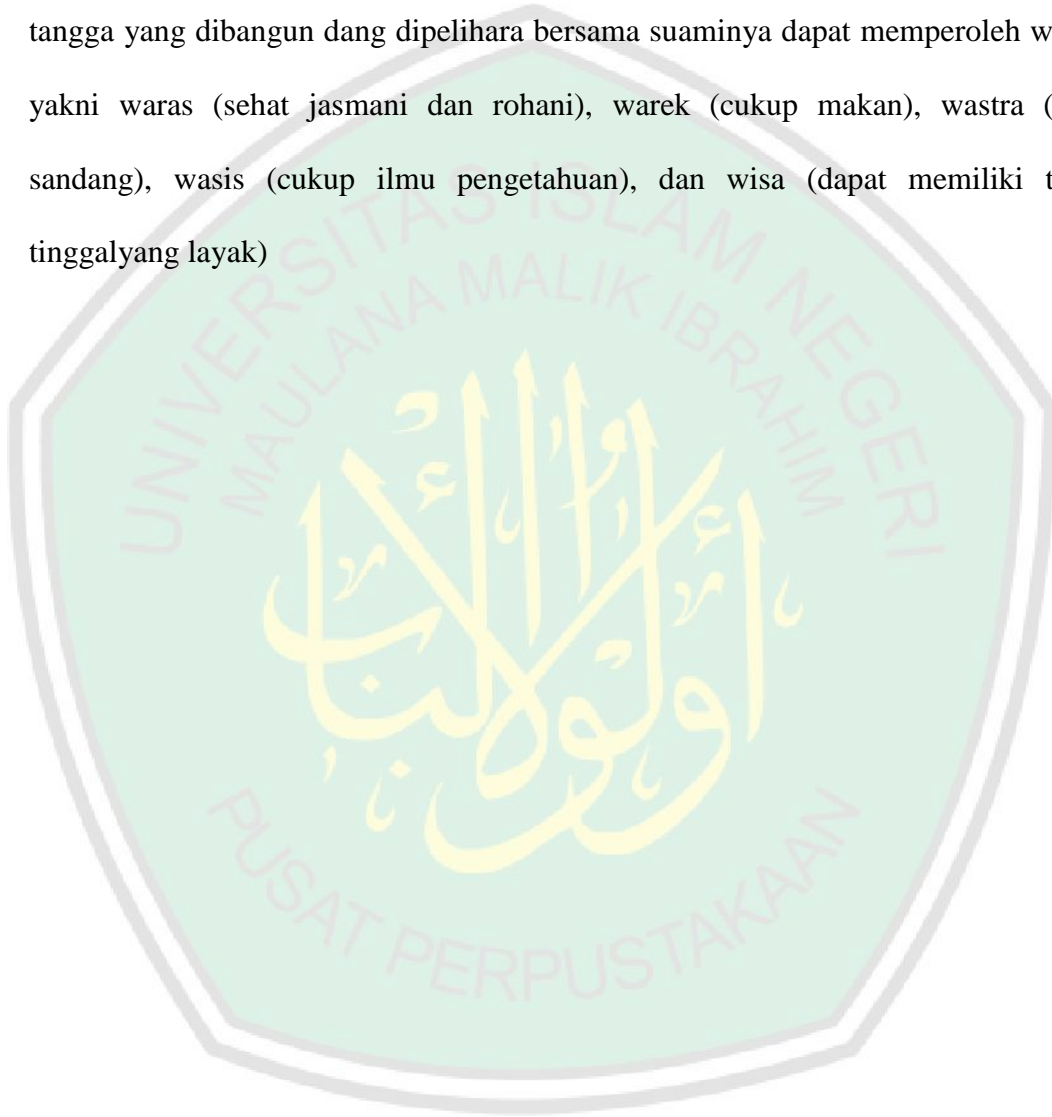 tangga yang dibangun dang dipelihara bersama suaminya dapat memperoleh w
yakni waras (sehat jasmani dan rohani), warek (cukup makan), wastra (
sandang), wasis (cukup ilmu pengetahuan), dan wisa (dapat memiliki t
tinggalyang layak)
UNIVERSITAS ISLAM NEGERI
MAULANA MALIK IBRAHIM
أولوا الألباب
PUSAT PERPUSTAKAAN